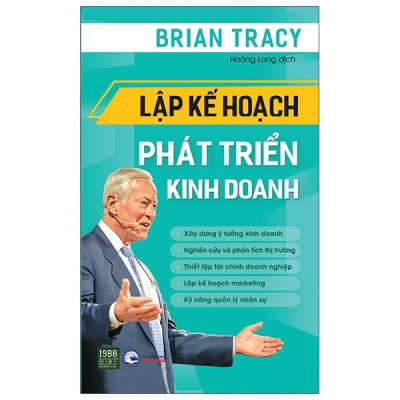 BRIAN TRACY
Hoàng Long dịch
LẬP KẾ HOẠCH
PHÁT TRIỂN
KINH DOANH
Xây dựng ý tưởng kinh doanh
Nghiên cứu và phân tích thị trường
Thiết lập tài chính doanh nghiệp
Lập kế hoạch marketing
Kỹ năng quản lý nhân sự
1980
BOOKS